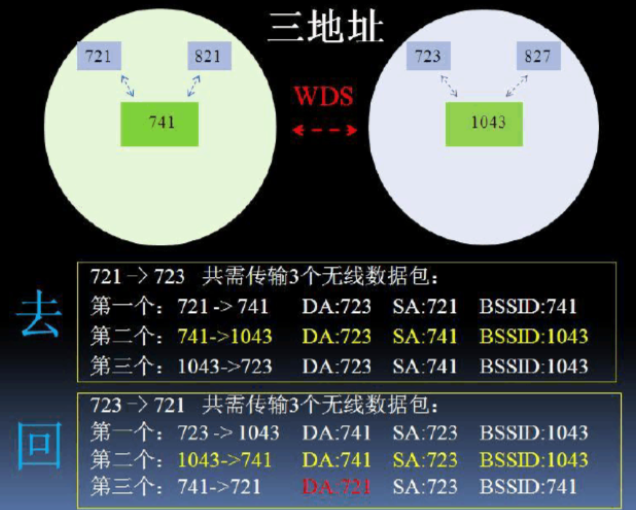 三地址
721
821
723
827
WDS
741
1043
去
721 -> 723 共需传输3个无线数据包：
第一个：721 -> 741 DA:723 SA:721 BSSID:741
第二个：741->1043 DA:723 SA:741 BSSID:1043
第三个：1043->723 DA:723 SA:741 BSSID:1043
回
723 -> 721 共需传输3个无线数据包：
第一个：723 -> 1043 DA:741 SA:723 BSSID:1043
第二个：1043->741 DA:741 SA:723 BSSID:1043
第三个：741->721 DA:721 SA:723 BSSID:741